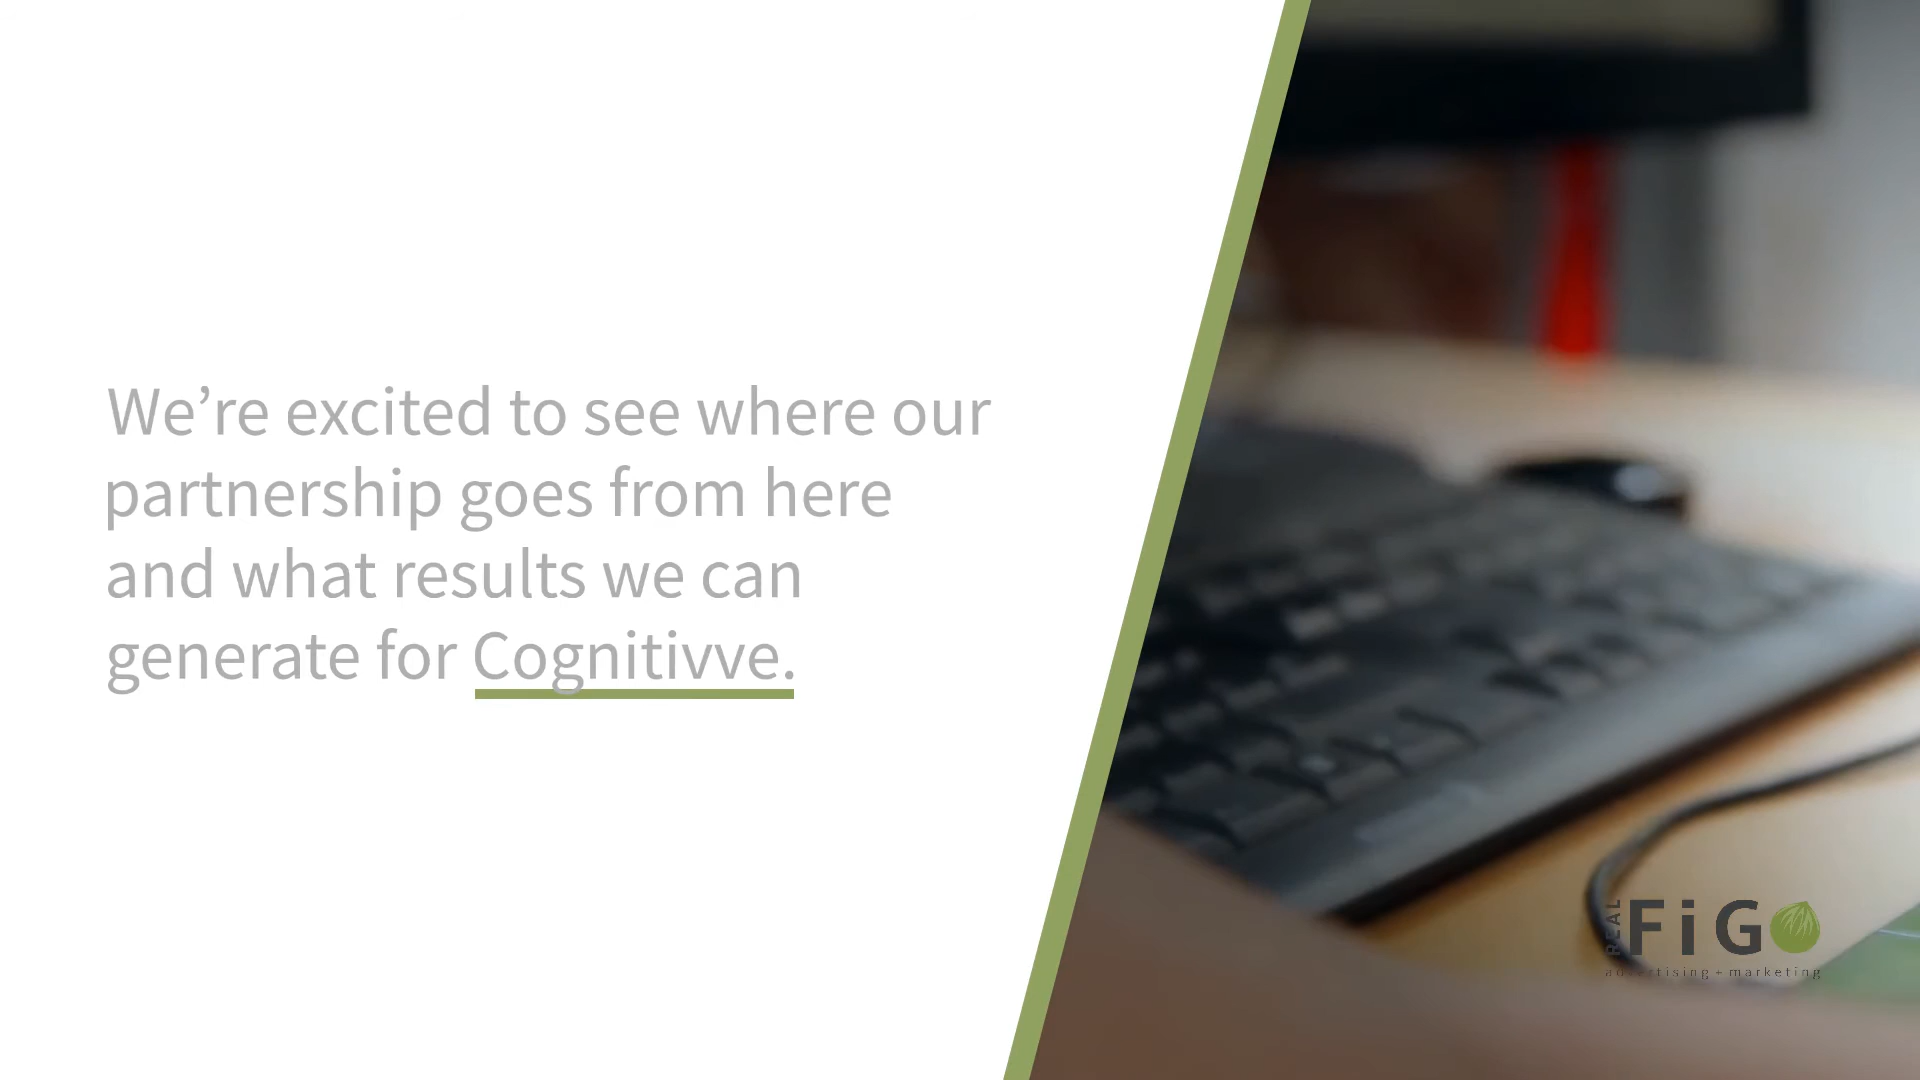 We’re excited to see where our
partnership goes from here
and what results we can
generate for Cognitivve.
REAL
FiGO
advertising + marketing